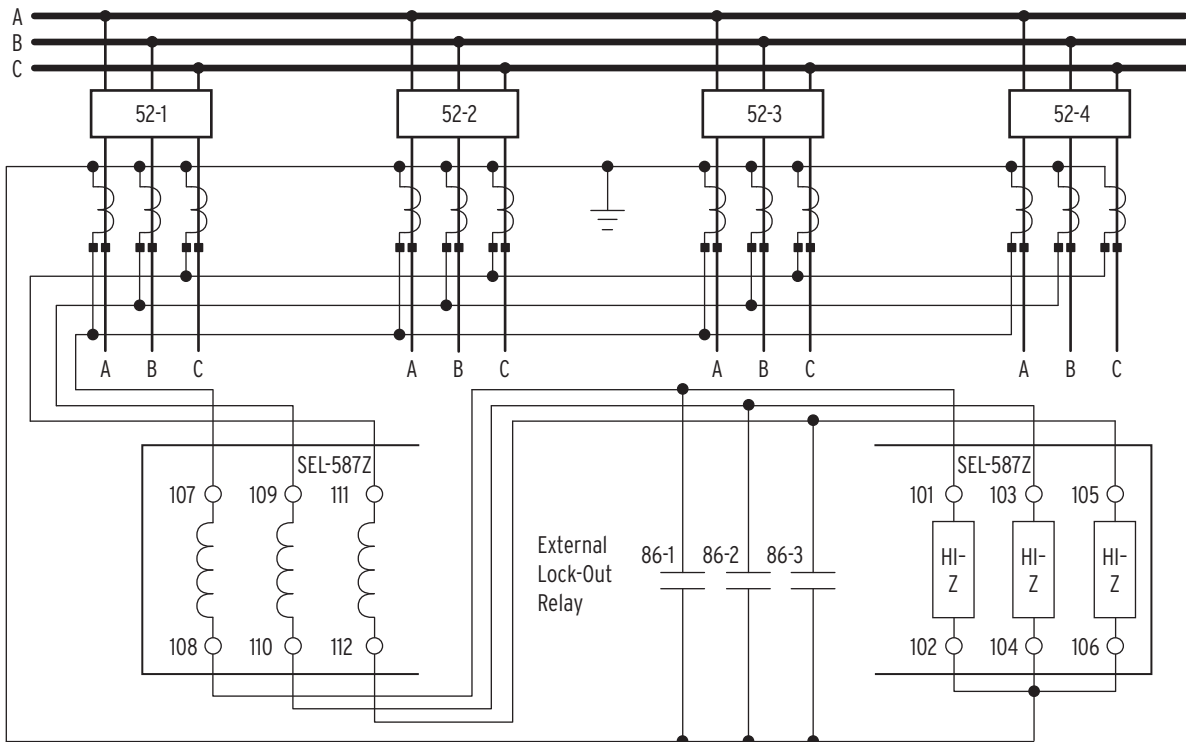 A
B
C
52-1
52-2
52-3
52-4
A B C
A B C
A B C
A B C
SEL-587Z
107 109 111
108 110 112
External
Lock-Out
Relay
86-1 86-2 86-3
SEL-587Z
101 103 105
HI-
Z
HI-
Z
HI-
Z
102 104 106